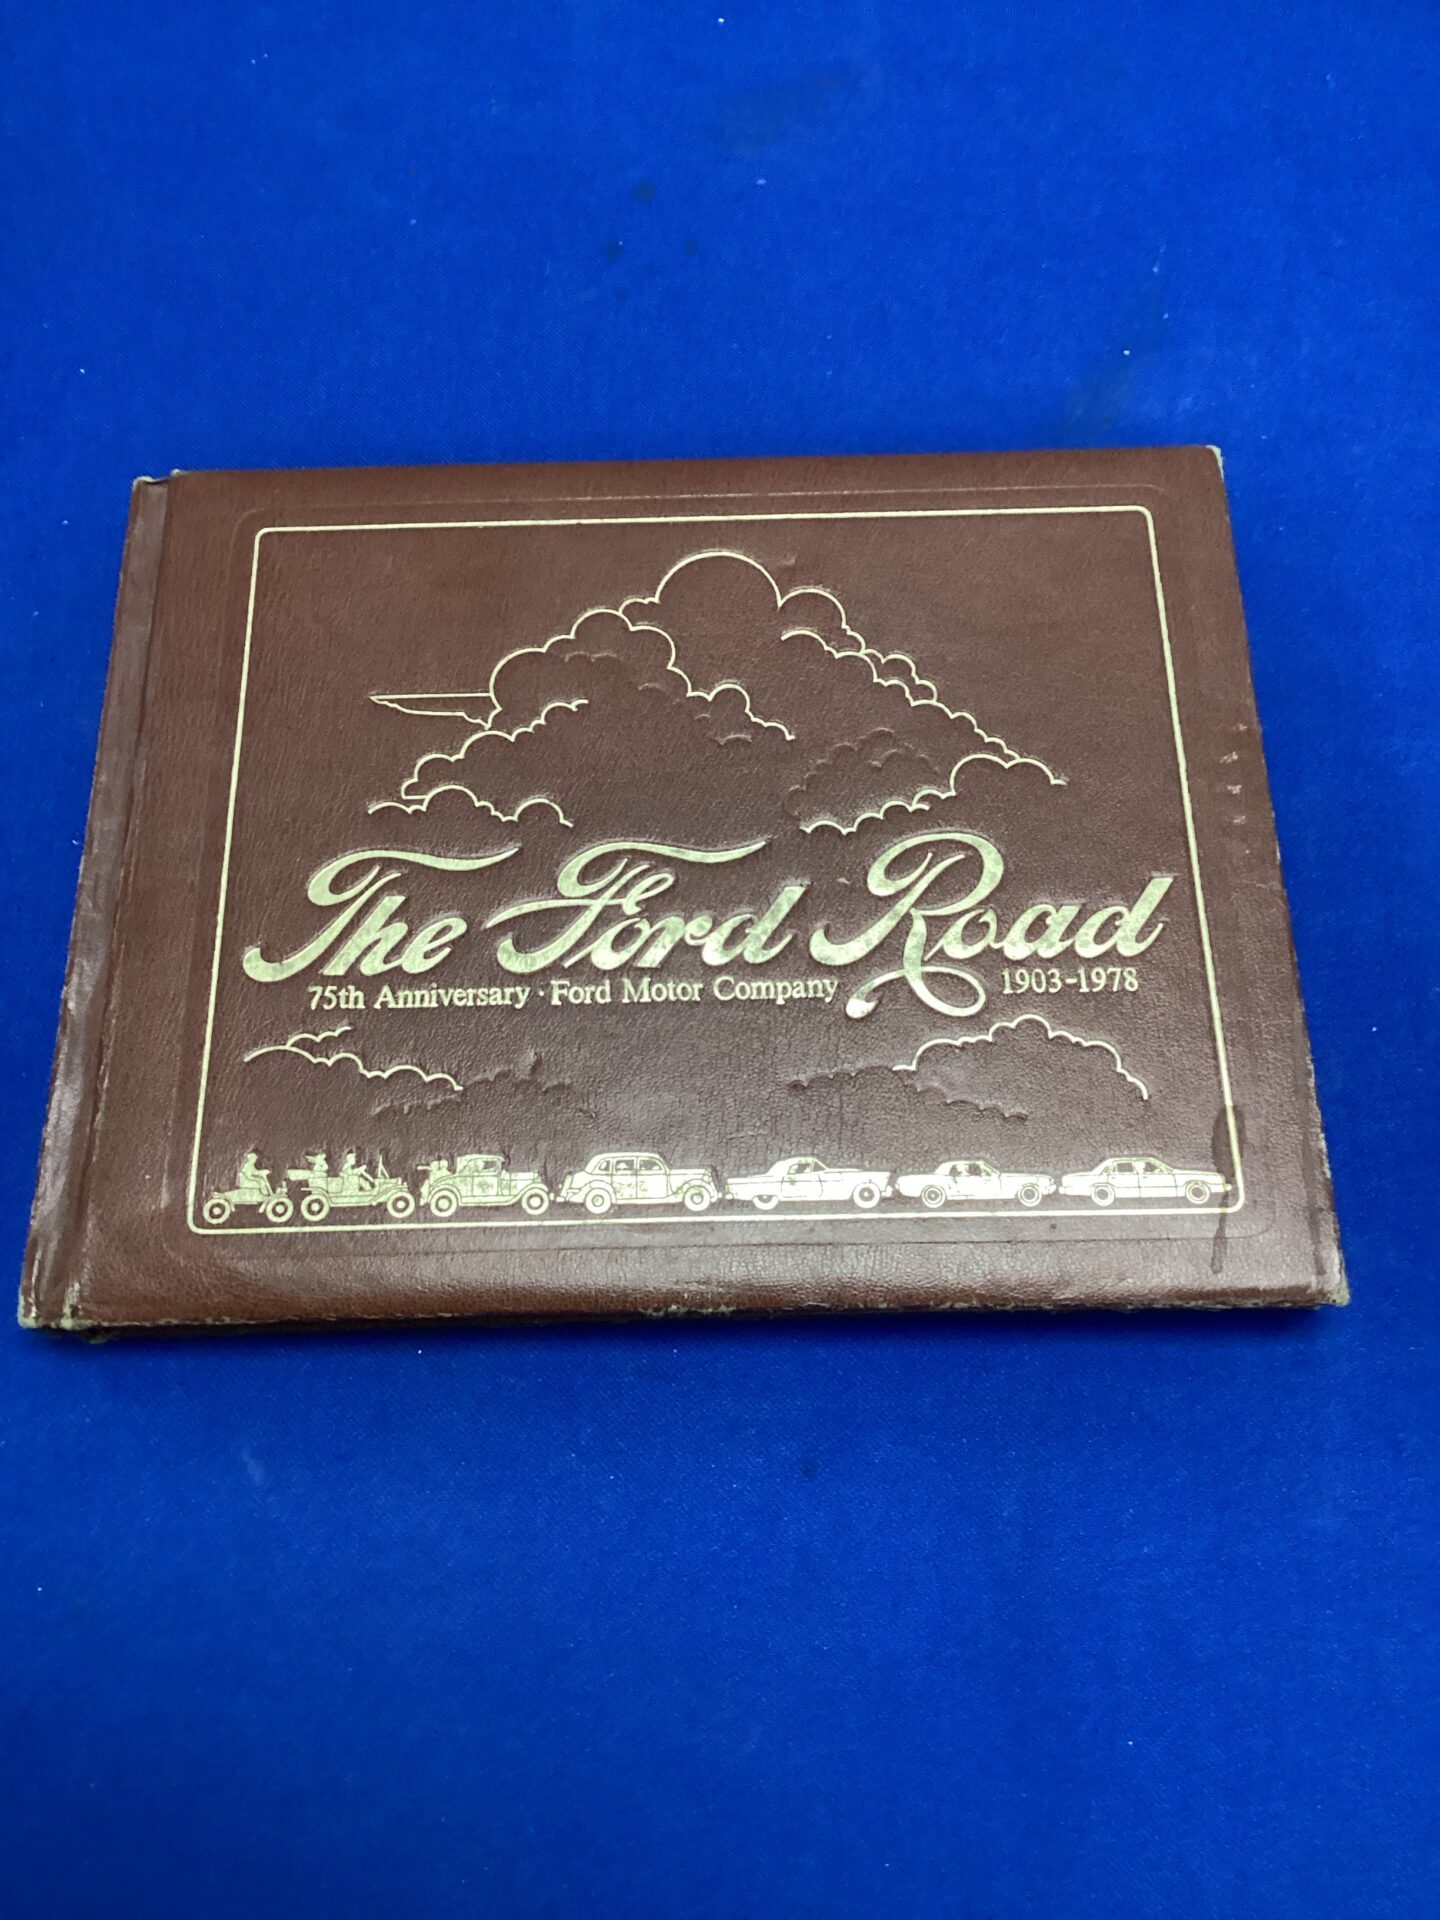 The Ford Road
75th Anniversary · Ford Motor Company 1903-1978